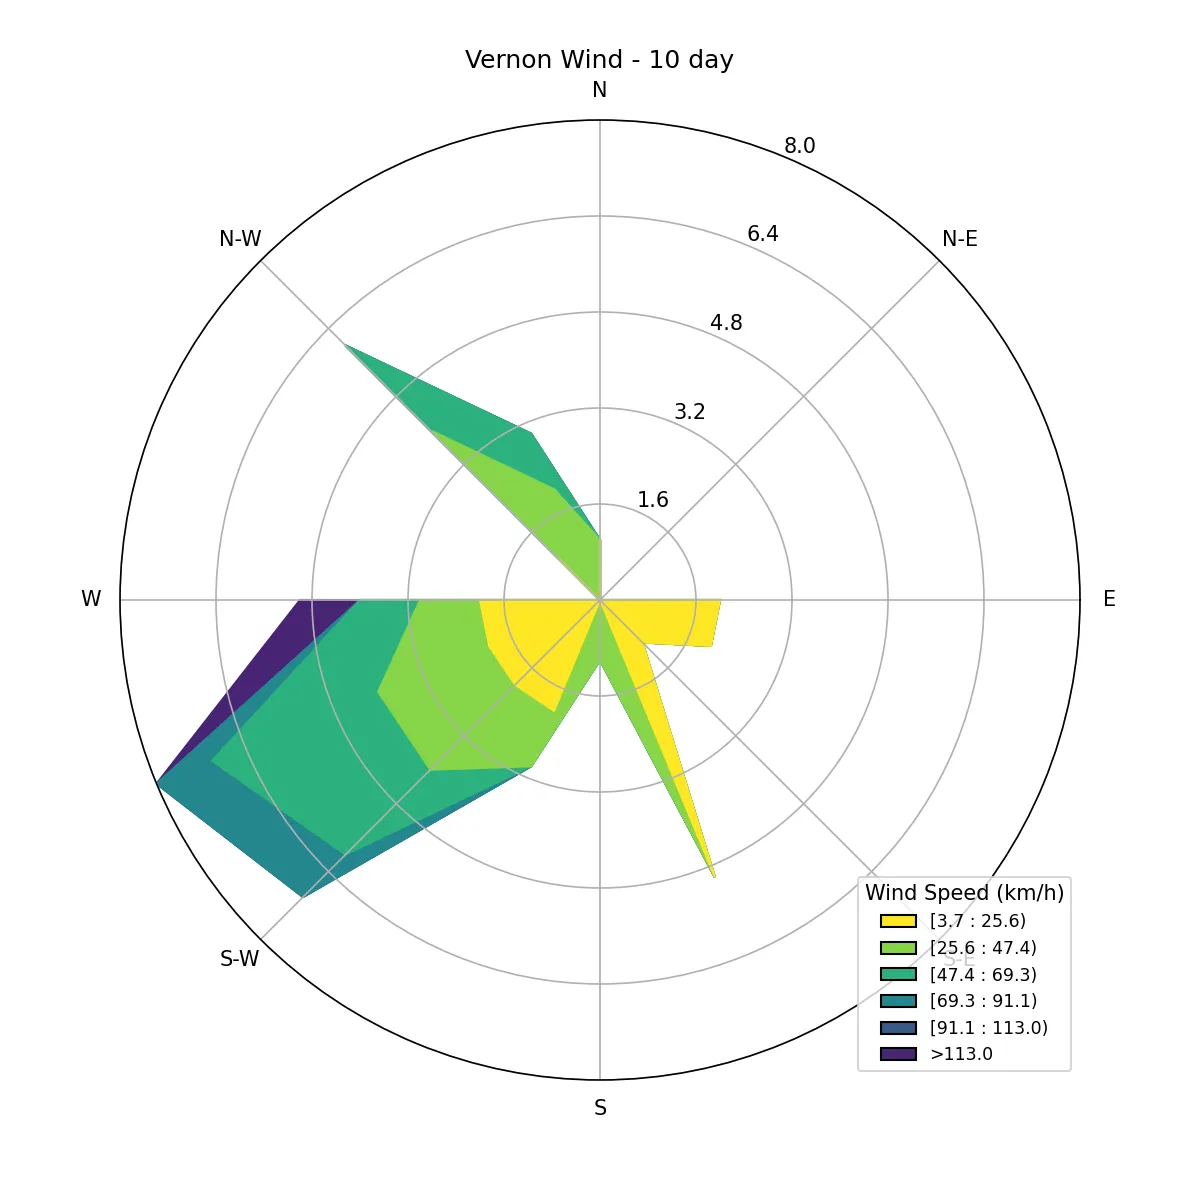 Vernon Wind - 10 day
N
8.0
N-W
N-E
6.4
4.8
3.2
1.6
W
E
S-W
S-E
S
Wind Speed (km/h)
[3.7 : 25.6)
[25.6 : 47.4)
[47.4 : 69.3)
[69.3 : 91.1)
[91.1 : 113.0)
>113.0